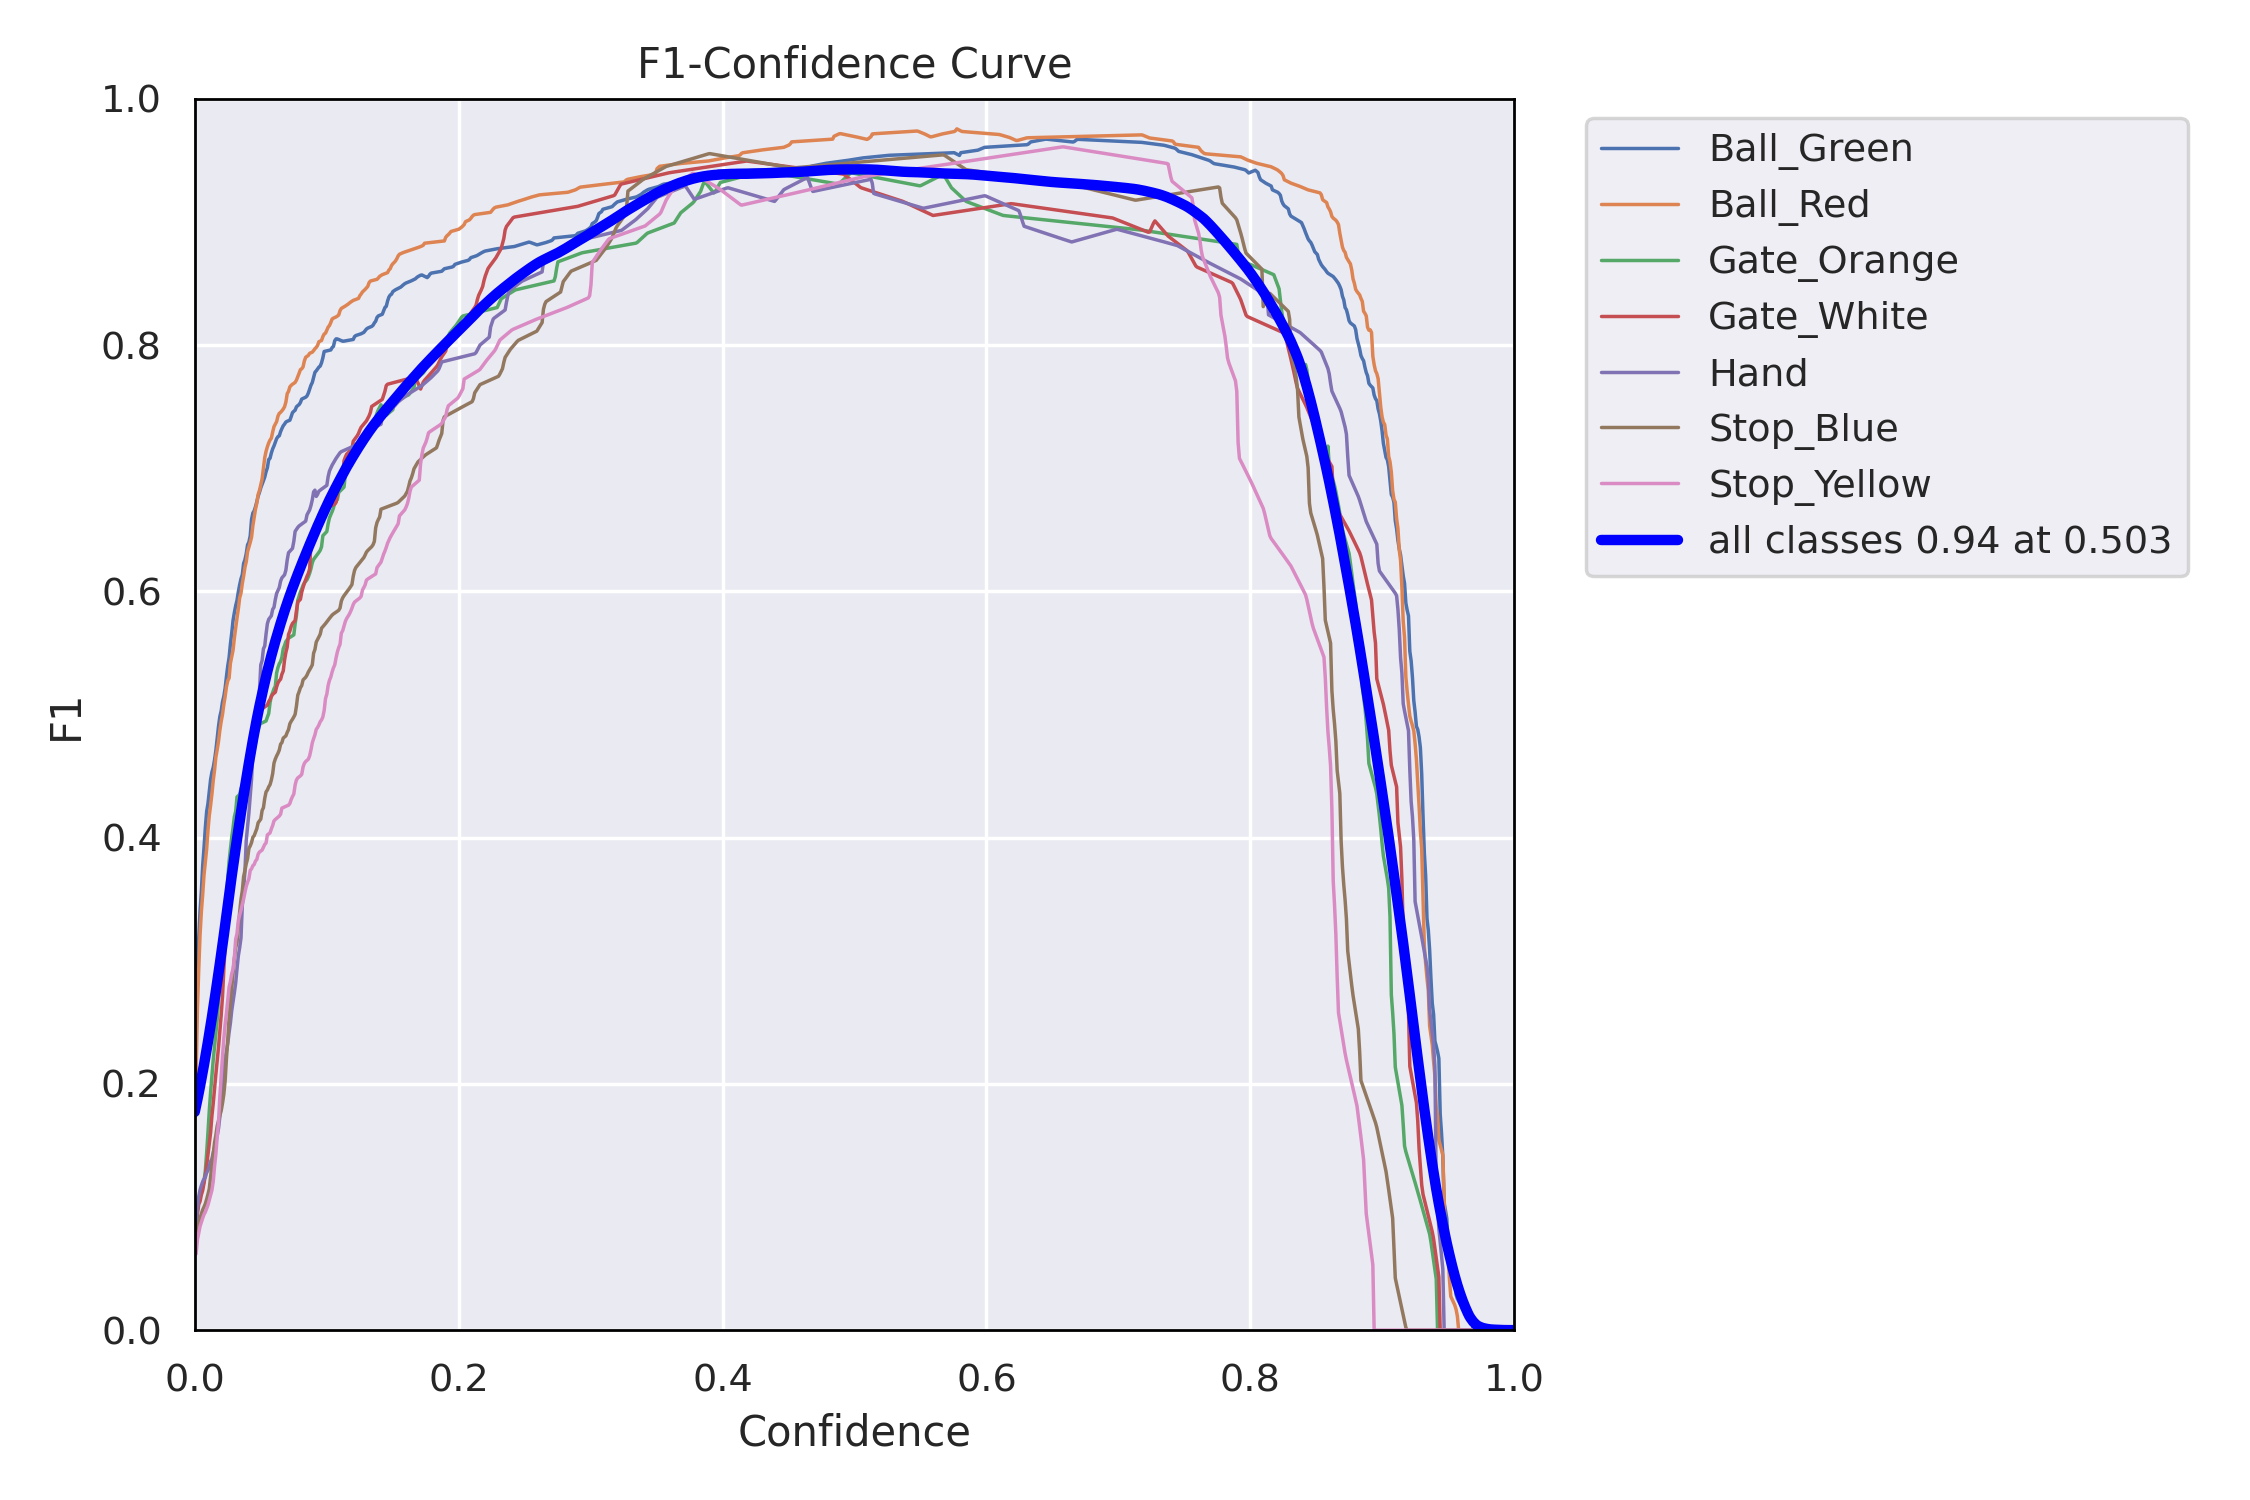 F1-Confidence Curve
1.0
0.8
0.6
0.4
0.2
0.0
F1
0.0 0.2 0.4 0.6 0.8 1.0
Confidence
Ball_Green
Ball_Red
Gate_Orange
Gate_White
Hand
Stop_Blue
Stop_Yellow
all classes 0.94 at 0.503